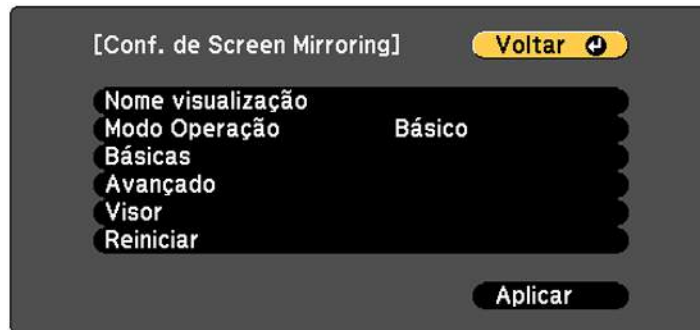 [Conf. de Screen Mirroring] Voltar
Nome visualização
Modo Operação Básico
Básicas
Avançado
Visor
Reiniciar
Aplicar